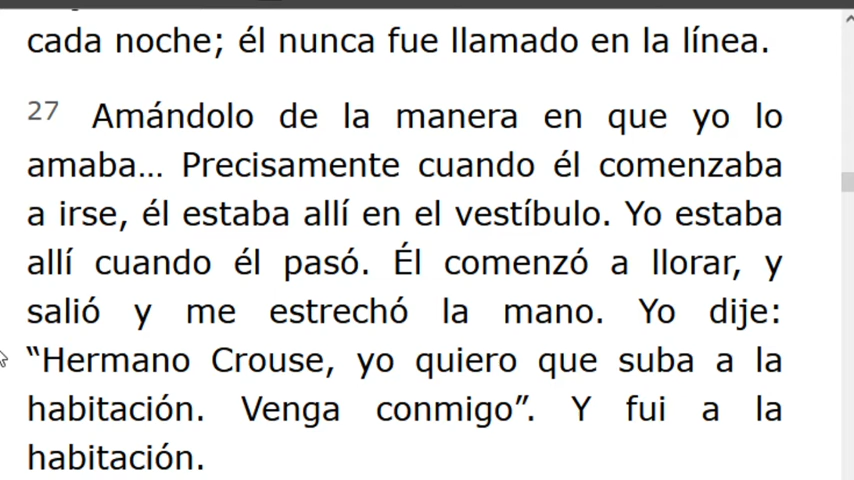 cada noche; él nunca fue llamado en la línea.
27 Amándolo de la manera en que yo lo
amaba... Precisamente cuando él comenzaba
a irse, él estaba allí en el vestíbulo. Yo estaba
allí cuando él pasó. Él comenzó a llorar, y
salió y me estrechó la mano. Yo dije:
“Hermano Crouse, yo quiero que suba a la
habitación. Venga conmigo”. Y fui a la
habitación.